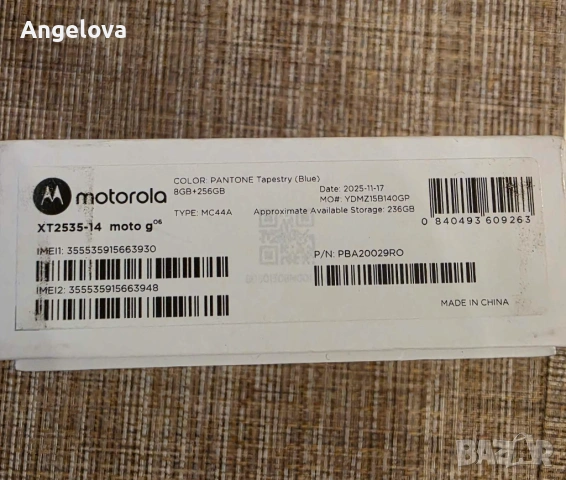 Angelova
motorola
COLOR: PANTONE Tapestry (Blue)
8GB+256GB
Date: 2025-11-17
MO#: YDMZ15B140GP
TYPE: MC44A
Approximate Available Storage: 236GB
XT2535-14 moto g06
0 840493 609263
IMEI1: 355535915663930
P/N: PBA20029RO
IMEI2: 355535915663948
MADE IN CHINA
BAZAR